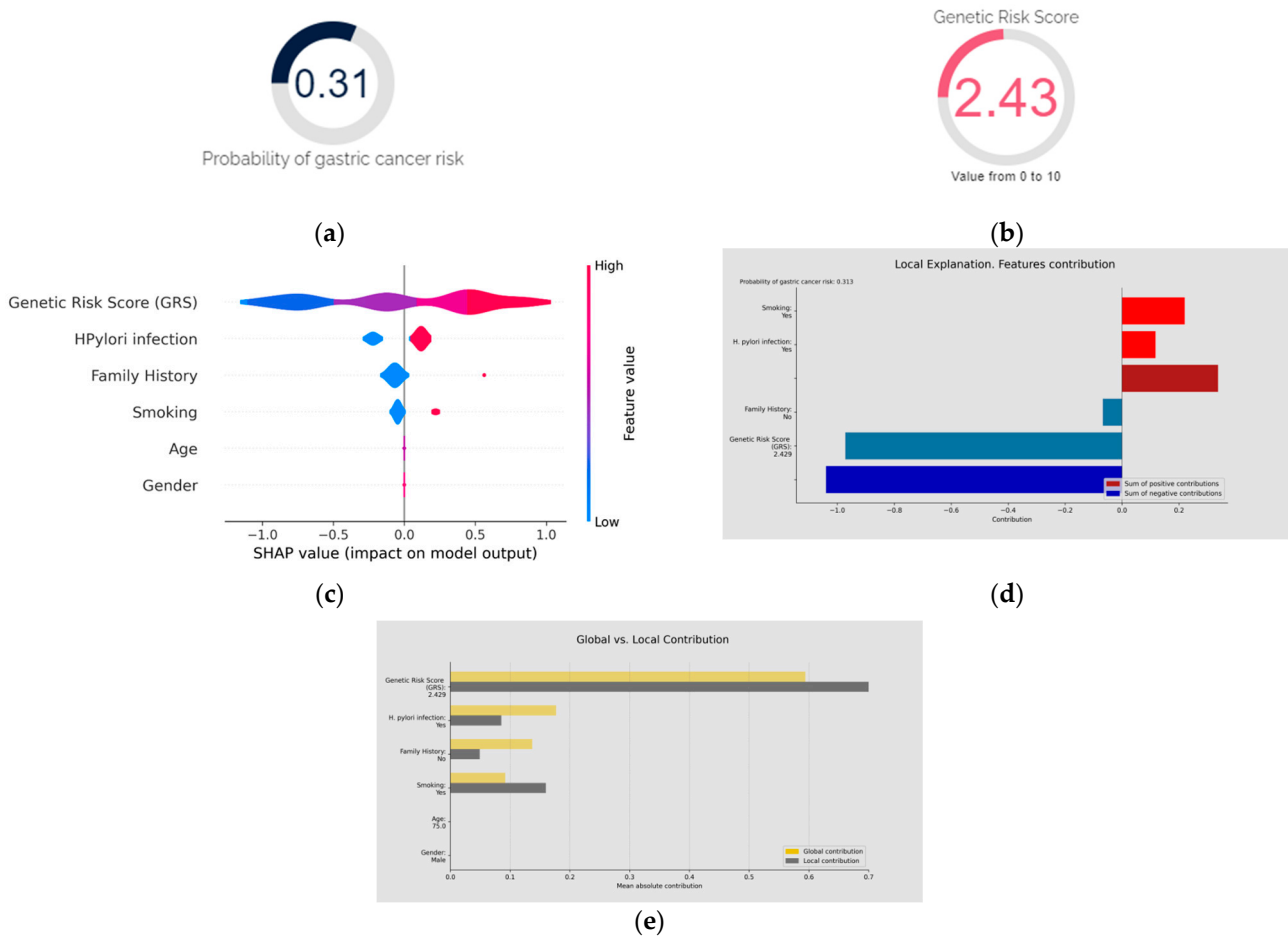 0.31
Probability of gastric cancer risk
(a)
Genetic Risk Score
2.43
Value from 0 to 10
(b)
Genetic Risk Score (GRS)
HPylori infection
Family History
Smoking
Age
Gender
−1.0 −0.5 0.0 0.5 1.0
SHAP value (impact on model output)
High
Feature value
Low
(c)
Local Explanation. Features contribution
Probability of gastric cancer risk: 0.313
Smoking:
Yes
H. pylori infection:
Yes
Family History:
No
Genetic Risk Score
(GRS):
2.429
Sum of positive contributions
Sum of negative contributions
−1.0 −0.8 −0.6 −0.4 −0.2 0.0 0.2
Contribution
(d)
Global vs. Local Contribution
Genetic Risk Score
(GRS):
2.429
H. pylori infection:
Yes
Family History:
No
Smoking:
Yes
Age:
75.0
Gender:
Male
Global contribution
Local contribution
0.0 0.1 0.2 0.3 0.4 0.5 0.6 0.7
Mean absolute contribution
(e)